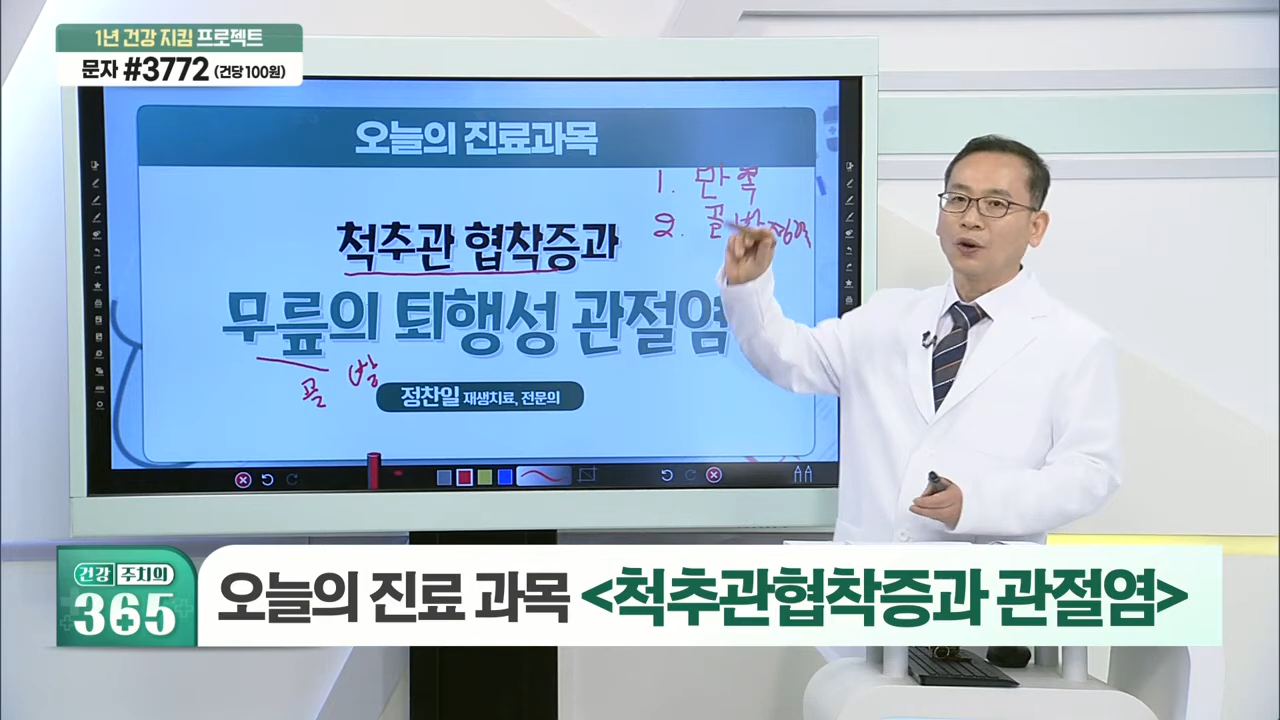 1년 건강 지킴 프로젝트
문자 #3772 (건당 100원)
오늘의 진료과목
1. 만
2. 골
척추관 협착증과
무릎의 퇴행성 관절염
골 방
정찬일 재생치료, 전문의
건강 주치의
365
오늘의 진료 과목 <척추관협착증과 관절염>